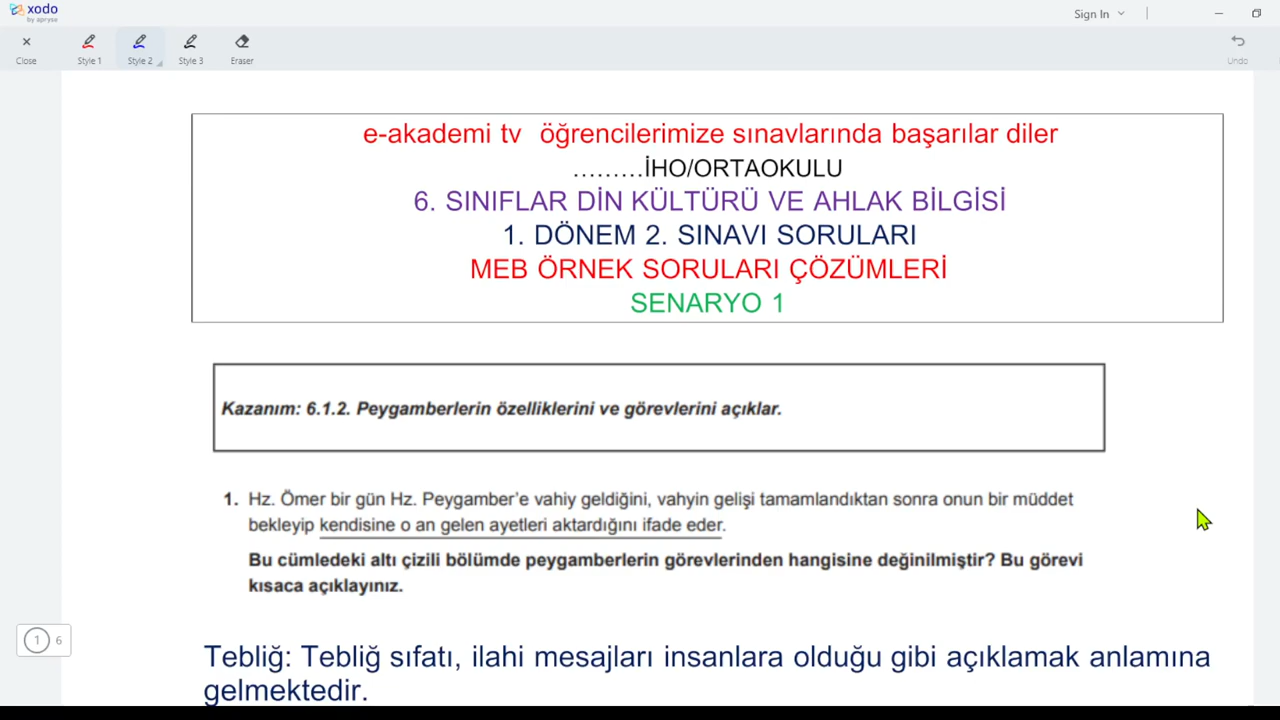 xodo
by apryse
Sign In
Close
Style 1
Style 2
Style 3
Eraser
Undo
e-akademi tv öğrencilerimize sınavlarında başarılar diler
………İHO/ORTAOKULU
6. SINIFLAR DİN KÜLTÜRÜ VE AHLAK BİLGİSİ
1. DÖNEM 2. SINAVI SORULARI
MEB ÖRNEK SORULARI ÇÖZÜMLERİ
SENARYO 1
Kazanım: 6.1.2. Peygamberlerin özelliklerini ve görevlerini açıklar.
1. Hz. Ömer bir gün Hz. Peygamber'e vahiy geldiğini, vahyin gelişi tamamlandıktan sonra onun bir müddet
bekleyip kendisine o an gelen ayetleri aktardığını ifade eder.
Bu cümledeki altı çizili bölümde peygamberlerin görevlerinden hangisine değinilmiştir? Bu görevi
kısaca açıklayınız.
1 6
Tebliğ: Tebliğ sıfatı, ilahi mesajları insanlara olduğu gibi açıklamak anlamına
gelmektedir.